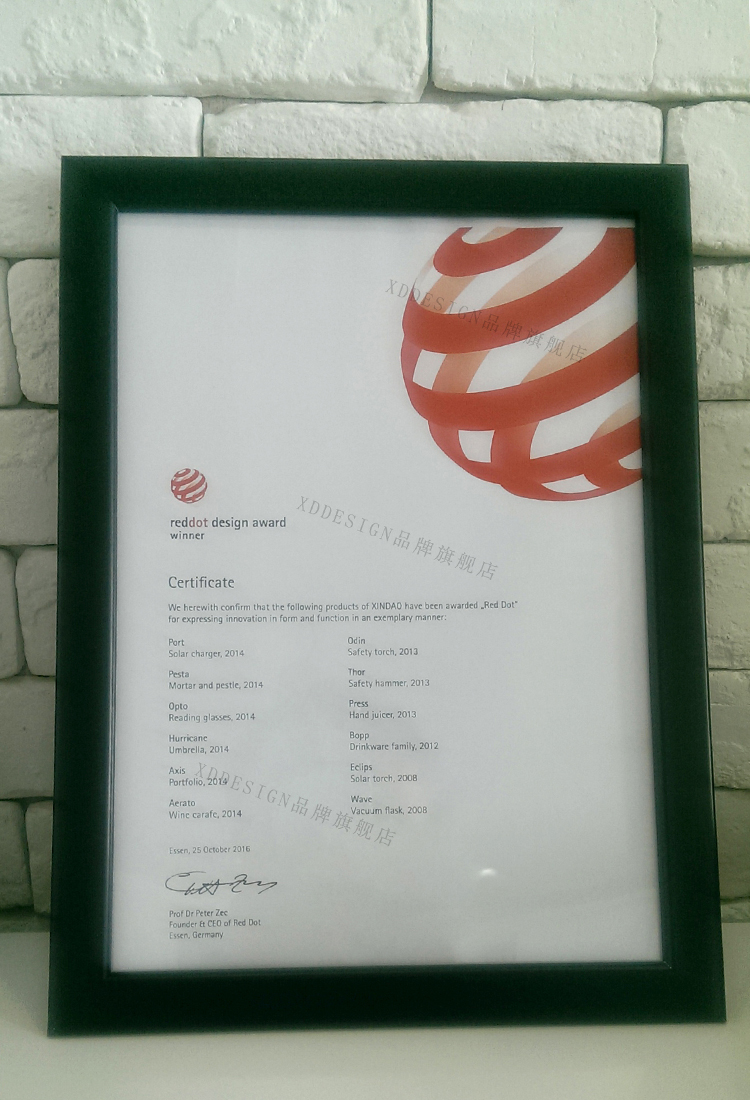 XDDESIGN品牌旗舰店
reddot design award
winner
XDDESIGN品牌旗舰店
Certificate
We herewith confirm that the following products of XINDAO have been awarded „Red Dot"
for expressing innovation in form and function in an exemplary manner:
Port
Solar charger, 2014
Pesta
Mortar and pestle, 2014
Opto
Reading glasses, 2014
Hurricane
Umbrella, 2014
Axis
Portfolio, 2014
Aerato
Wine carafe, 2014
Odin
Safety torch, 2013
Thor
Safety hammer, 2013
Press
Hand juicer, 2013
Bopp
Drinkware family, 2012
Eclips
Solar torch, 2008
Wave
Vacuum flask, 2008
XDDESIGN品牌旗舰店
Essen, 25 October 2016
Prof Dr Peter Zec
Founder & CEO of Red Dot
Essen, Germany